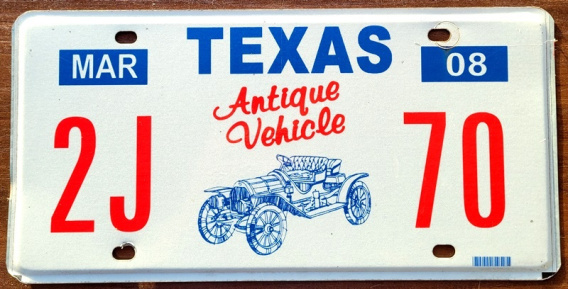 TEXAS
MAR 08
Antique
Vehicle
2J 70